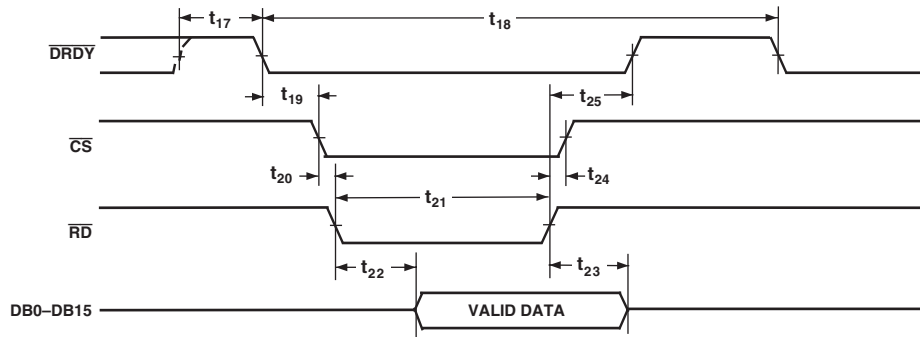 t17
t18
DRDY
t19
t25
CS
t20
t24
t21
RD
t22
t23
DB0–DB15
VALID DATA